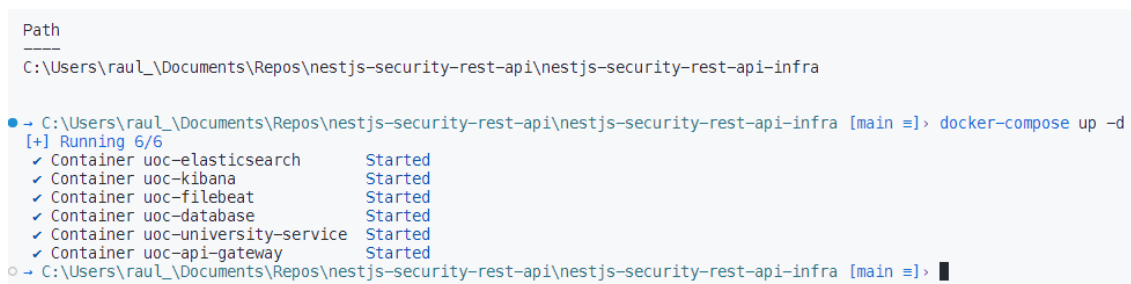 Path
----
C:\Users\raul_\Documents\Repos\nestjs-security-rest-api\nestjs-security-rest-api-infra
→ C:\Users\raul_\Documents\Repos\nestjs-security-rest-api\nestjs-security-rest-api-infra [main ≡]› docker-compose up -d
[+] Running 6/6
✔ Container uoc-elasticsearch Started
✔ Container uoc-kibana Started
✔ Container uoc-filebeat Started
✔ Container uoc-database Started
✔ Container uoc-university-service Started
✔ Container uoc-api-gateway Started
→ C:\Users\raul_\Documents\Repos\nestjs-security-rest-api\nestjs-security-rest-api-infra [main ≡]›